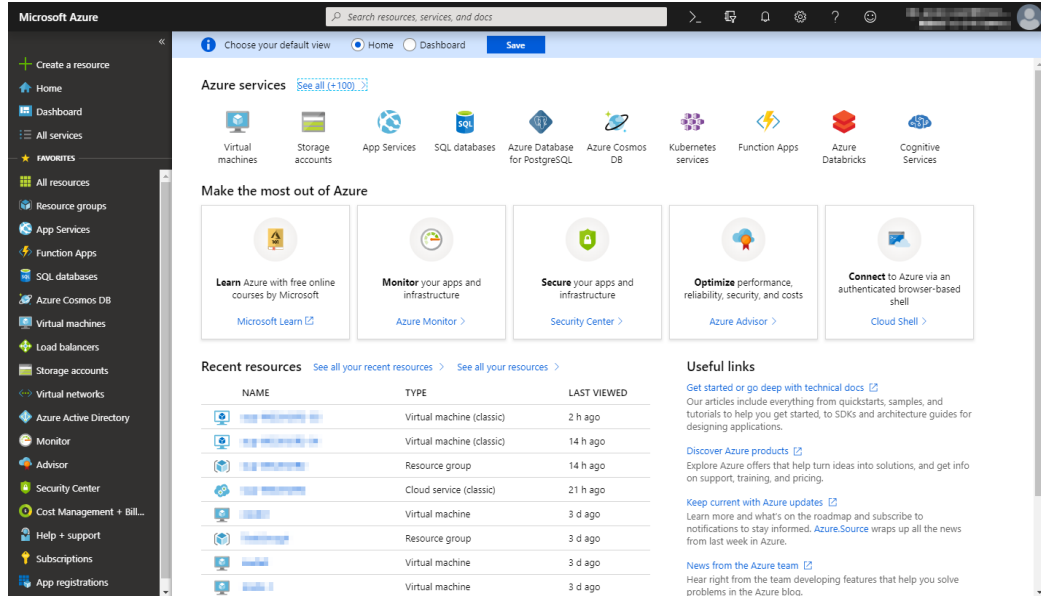 Microsoft Azure
Search resources, services, and docs
Choose your default view Home Dashboard Save
Create a resource
Home
Dashboard
All services
FAVORITES
All resources
Resource groups
App Services
Function Apps
SQL databases
Azure Cosmos DB
Virtual machines
Load balancers
Storage accounts
Virtual networks
Azure Active Directory
Monitor
Advisor
Security Center
Cost Management + Bill...
Help + support
Subscriptions
App registrations
Azure services See all (+100)
Virtual machines
Storage accounts
App Services
SQL
SQL databases
Azure Database for PostgreSQL
Azure Cosmos DB
Kubernetes services
Function Apps
Azure Databricks
Cognitive Services
Make the most out of Azure
Learn Azure with free online
courses by Microsoft
Microsoft Learn
Monitor your apps and
infrastructure
Azure Monitor
Secure your apps and
infrastructure
Security Center
Optimize performance,
reliability, security, and costs
Azure Advisor
Connect to Azure via an
authenticated browser-based
shell
Cloud Shell
Recent resources See all your recent resources See all your resources
NAME TYPE LAST VIEWED
Virtual machine (classic) 2 h ago
Virtual machine (classic) 14 h ago
Resource group 14 h ago
Cloud service (classic) 21 h ago
Virtual machine 3 d ago
Resource group 3 d ago
Virtual machine 3 d ago
Virtual machine 3 d ago
Useful links
Get started or go deep with technical docs
Our articles include everything from quickstarts, samples, and
tutorials to help you get started, to SDKs and architecture guides for
designing applications.
Discover Azure products
Explore Azure offers that help turn ideas into solutions, and get info
on support, training, and pricing.
Keep current with Azure updates
Learn more and what's on the roadmap and subscribe to
notifications to stay informed. Azure.Source wraps up all the news
from last week in Azure.
News from the Azure team
Hear right from the team developing features that help you solve
problems in the Azure blog.